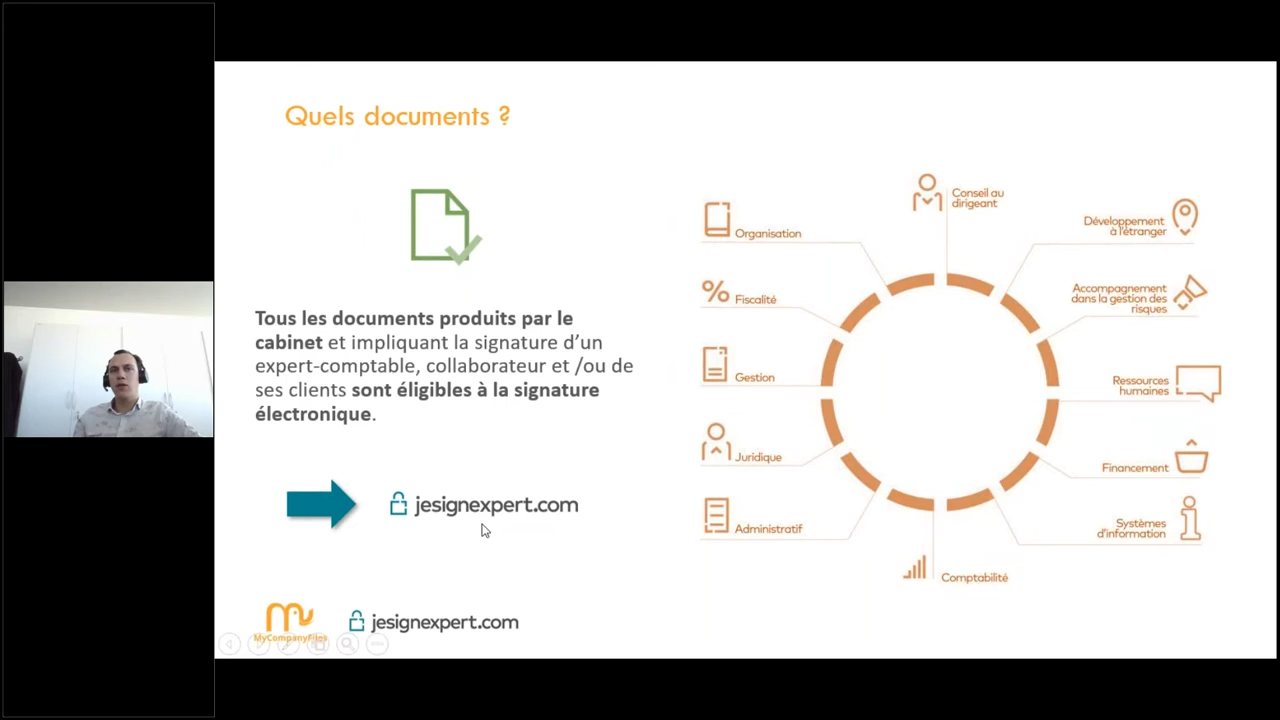 Quels documents ?
Tous les documents produits par le
cabinet et impliquant la signature d'un
expert-comptable, collaborateur et /ou de
ses clients sont éligibles à la signature
électronique.
jesignexpert.com
MyCompanyFiles
jesignexpert.com
Conseil au
dirigeant
Organisation
Développement
à l'étranger
%
Fiscalité
Accompagnement
dans la gestion des
risques
Gestion
Ressources
humaines
Juridique
Financement
Administratif
Systèmes
d'information
Comptabilité